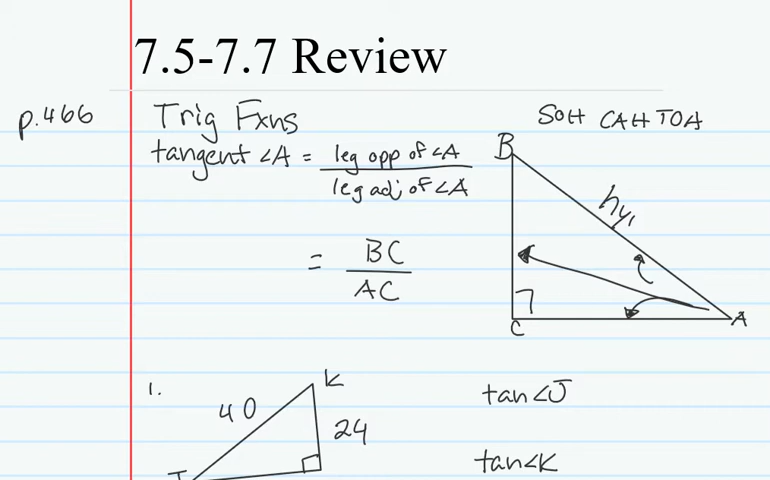 7.5-7.7 Review
p.466
Trig Fxns
SOH CAH TOA
tangent ∠A = leg opp of ∠A
leg adj of ∠A
= BC
AC
B
hy
C
A
1.
K
40
24
J
tan∠J
tan∠K